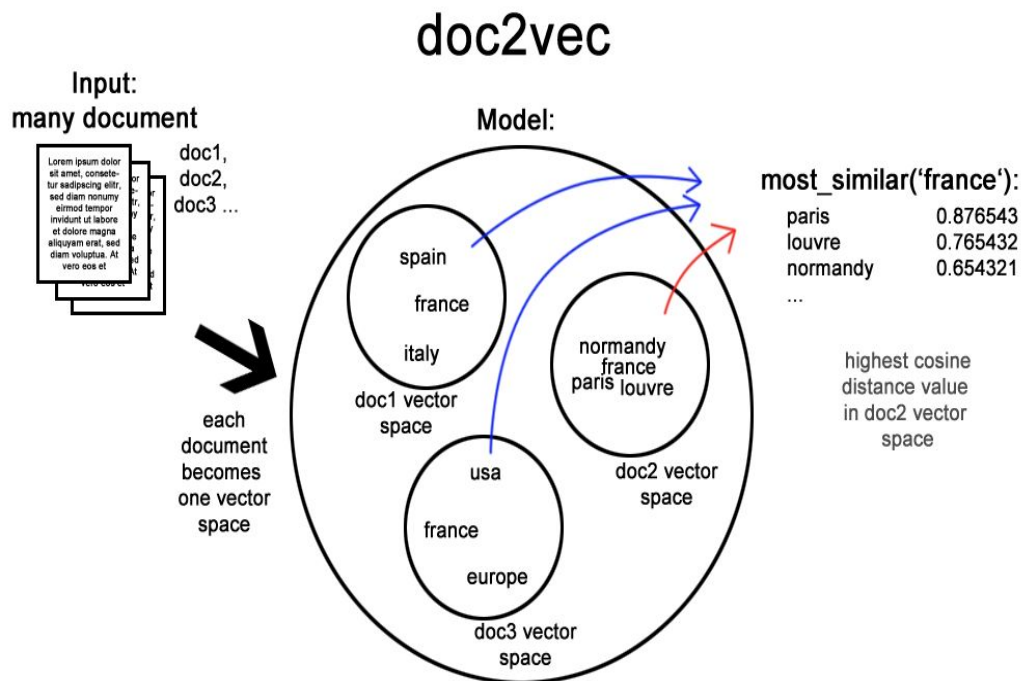 doc2vec
Input:
many document
Lorem ipsum dolor
sit amet, consete-
tur sadipscing elitr,
sed diam nonumy
eirmod tempor
invidunt ut labore
et dolore magna
aliquyam erat, sed
diam voluptua. At
vero eos et
doc1,
doc2,
doc3 ...
each
document
becomes
one vector
space
Model:
spain
france
italy
doc1 vector
space
normandy
france
paris louvre
doc2 vector
space
usa
france
europe
doc3 vector
space
most_similar(‘france‘):
paris 0.876543
louvre 0.765432
normandy 0.654321
...
highest cosine
distance value
in doc2 vector
space